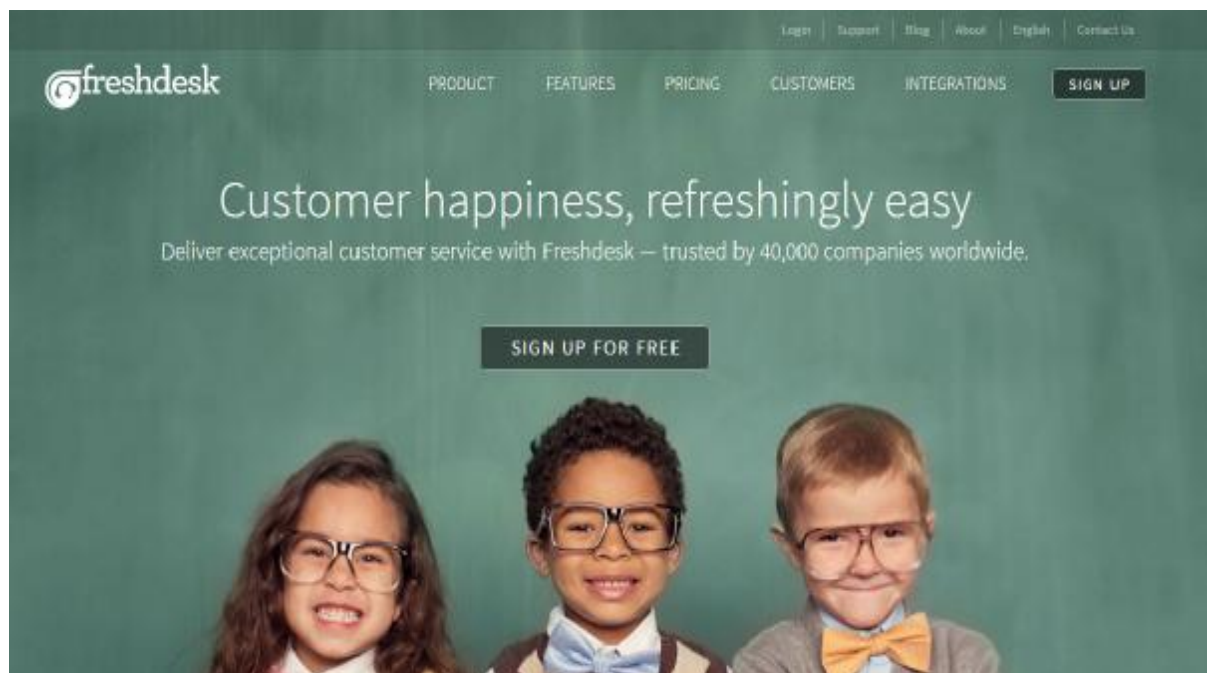 Login Support Blog About English Contact Us
freshdesk PRODUCT FEATURES PRICING CUSTOMERS INTEGRATIONS SIGN UP
Customer happiness, refreshingly easy
Deliver exceptional customer service with Freshdesk — trusted by 40,000 companies worldwide.
SIGN UP FOR FREE